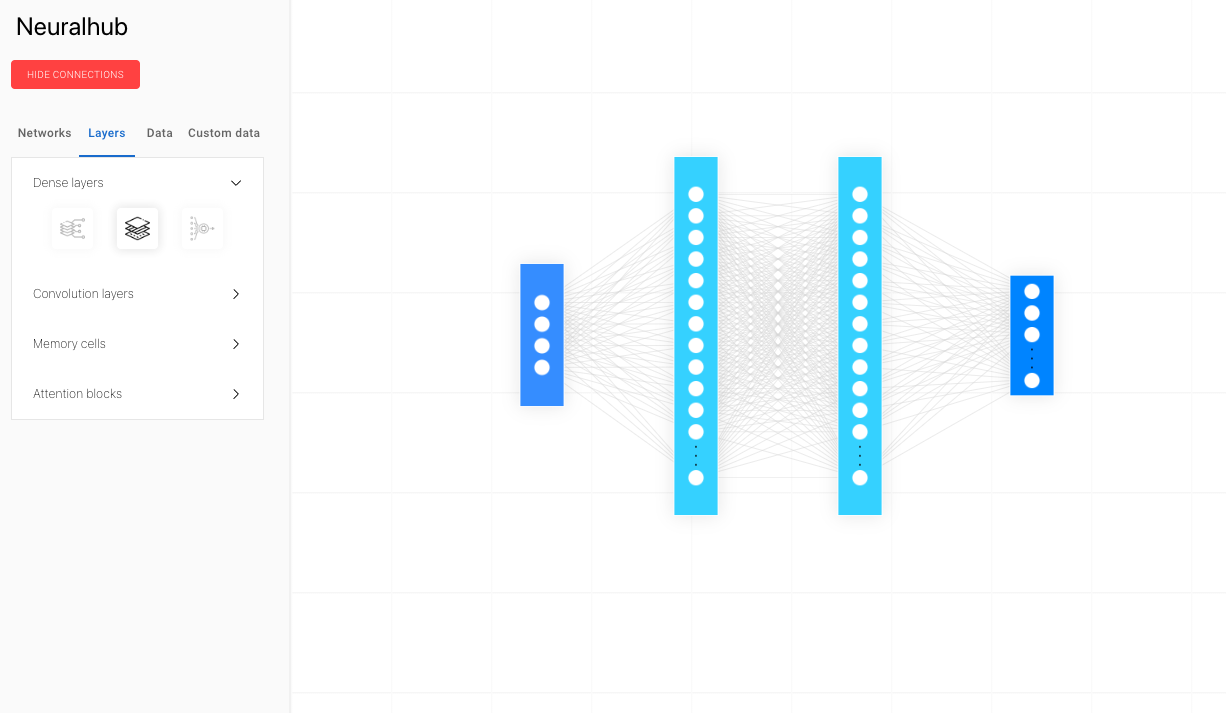 Neuralhub
HIDE CONNECTIONS
Networks Layers Data Custom data
Dense layers
Convolution layers
Memory cells
Attention blocks